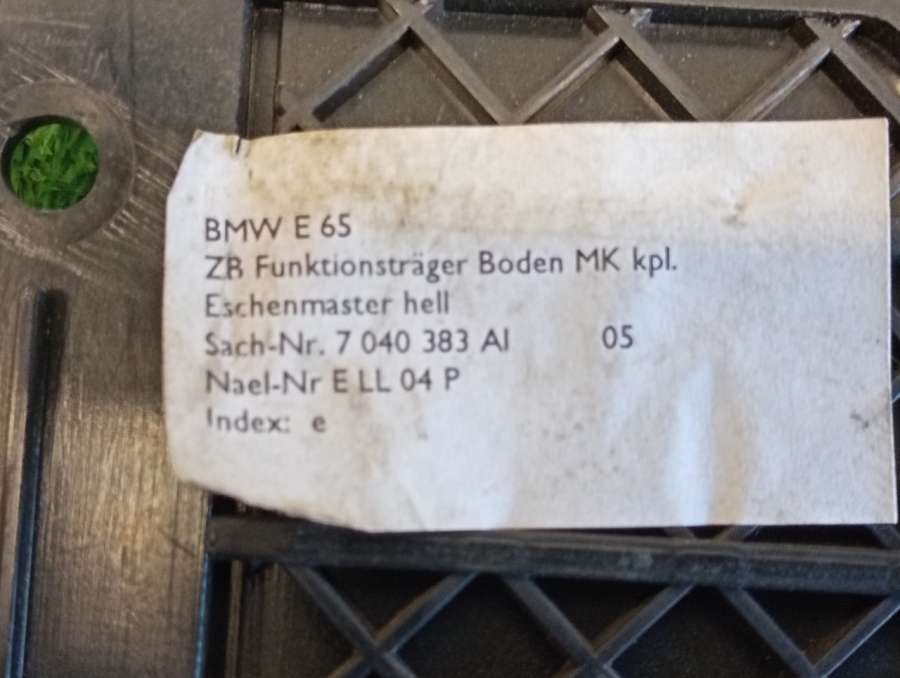 BMW E 65
ZB Funktionsträger Boden MK kpl.
Eschenmaster hell
Sach-Nr. 7 040 383 AI 05
Nael-Nr E LL 04 P
Index: e